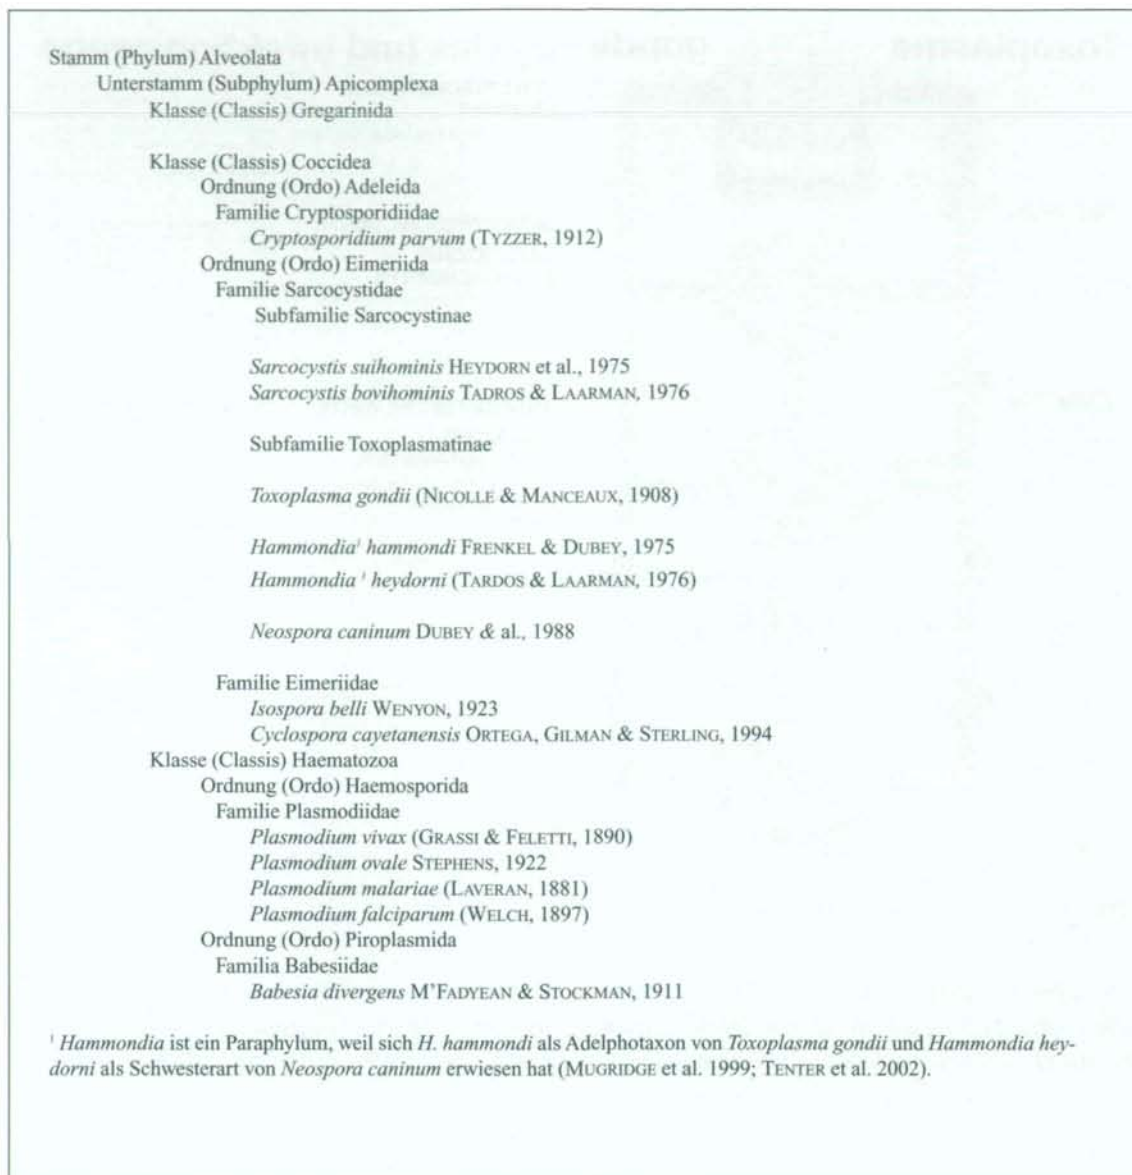 Stamm (Phylum) Alveolata
Unterstamm (Subphylum) Apicomplexa
Klasse (Classis) Gregarinida
Klasse (Classis) Coccidea
Ordnung (Ordo) Adeleida
Familie Cryptosporidiidae
Cryptosporidium parvum (TYZZER, 1912)
Ordnung (Ordo) Eimeriida
Familie Sarcocystidae
Subfamilie Sarcocystinae
Sarcocystis suihominis HEYDORN et al., 1975
Sarcocystis bovihominis TADROS & LAARMAN, 1976
Subfamilie Toxoplasmatinae
Toxoplasma gondii (NICOLLE & MANCEAUX, 1908)
Hammondia¹ hammondi FRENKEL & DUBEY, 1975
Hammondia ¹ heydorni (TARDOS & LAARMAN, 1976)
Neospora caninum DUBEY & al., 1988
Familie Eimeriidae
Isospora belli WENYON, 1923
Cyclospora cayetanensis ORTEGA, GILMAN & STERLING, 1994
Klasse (Classis) Haematozoa
Ordnung (Ordo) Haemosporida
Familie Plasmodiidae
Plasmodium vivax (GRASSI & FELETTI, 1890)
Plasmodium ovale STEPHENS, 1922
Plasmodium malariae (LAVERAN, 1881)
Plasmodium falciparum (WELCH, 1897)
Ordnung (Ordo) Piroplasmida
Familia Babesiidae
Babesia divergens M'FADYEAN & STOCKMAN, 1911
¹ Hammondia ist ein Paraphylum, weil sich H. hammondi als Adelphotaxon von Toxoplasma gondii und Hammondia hey-
dorni als Schwesterart von Neospora caninum erwiesen hat (MUGRIDGE et al. 1999; TENTER et al. 2002).